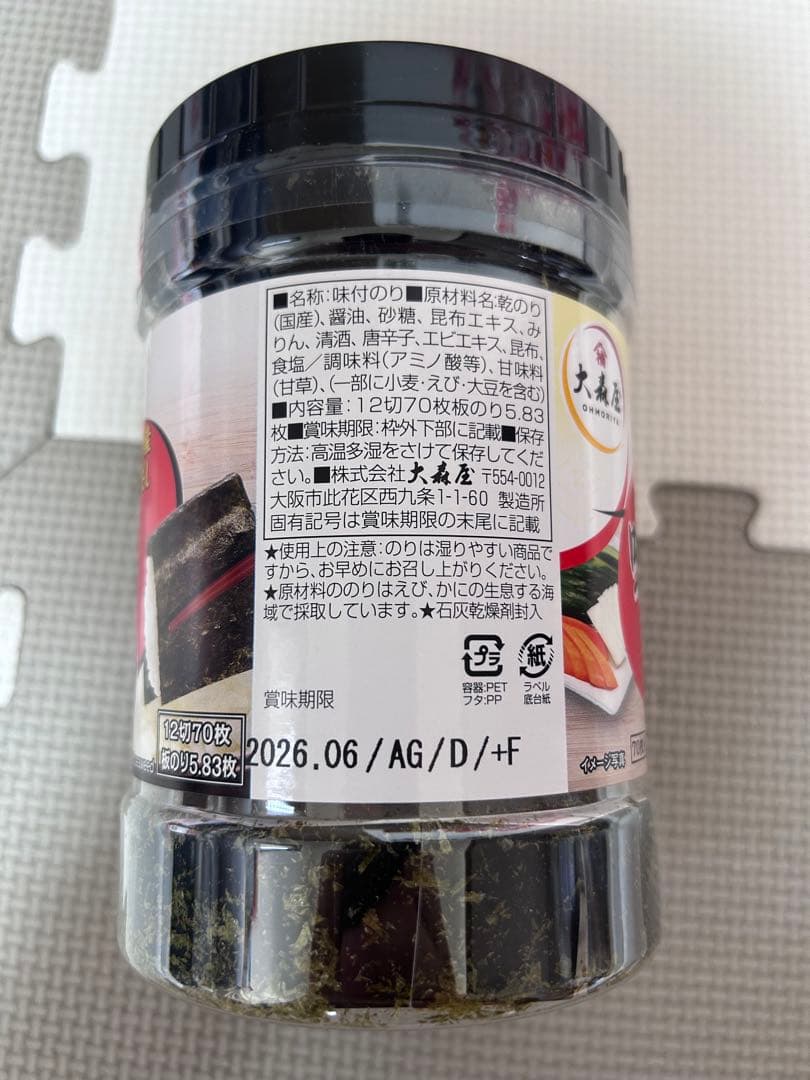 ■名称:味付のり■原材料名:乾のり
(国産)、醤油、砂糖、昆布エキス、み
りん、清酒、唐辛子、エビエキス、昆布、
食塩／調味料(アミノ酸等)、甘味料
(甘草)、(一部に小麦・えび・大豆を含む)
■内容量:12切70枚板のり5.83
枚■賞味期限:枠外下部に記載■保存
方法:高温多湿をさけて保存してくだ
さい。■株式会社大森屋 〒554-0012
大阪市此花区西九条1-1-60 製造所
固有記号は賞味期限の末尾に記載
★使用上の注意:のりは湿りやすい商品で
すから、お早めにお召し上がりください。
★原材料ののりはえび、かにの生息する海
域で採取しています。★石灰乾燥剤封入
プラ
容器:PET
フタ:PP
紙
ラベル
底台紙
賞味期限
2026.06/AG/D/+F
12切70枚
板のり5.83枚
大森屋
OHMORIYA
イメージ写真